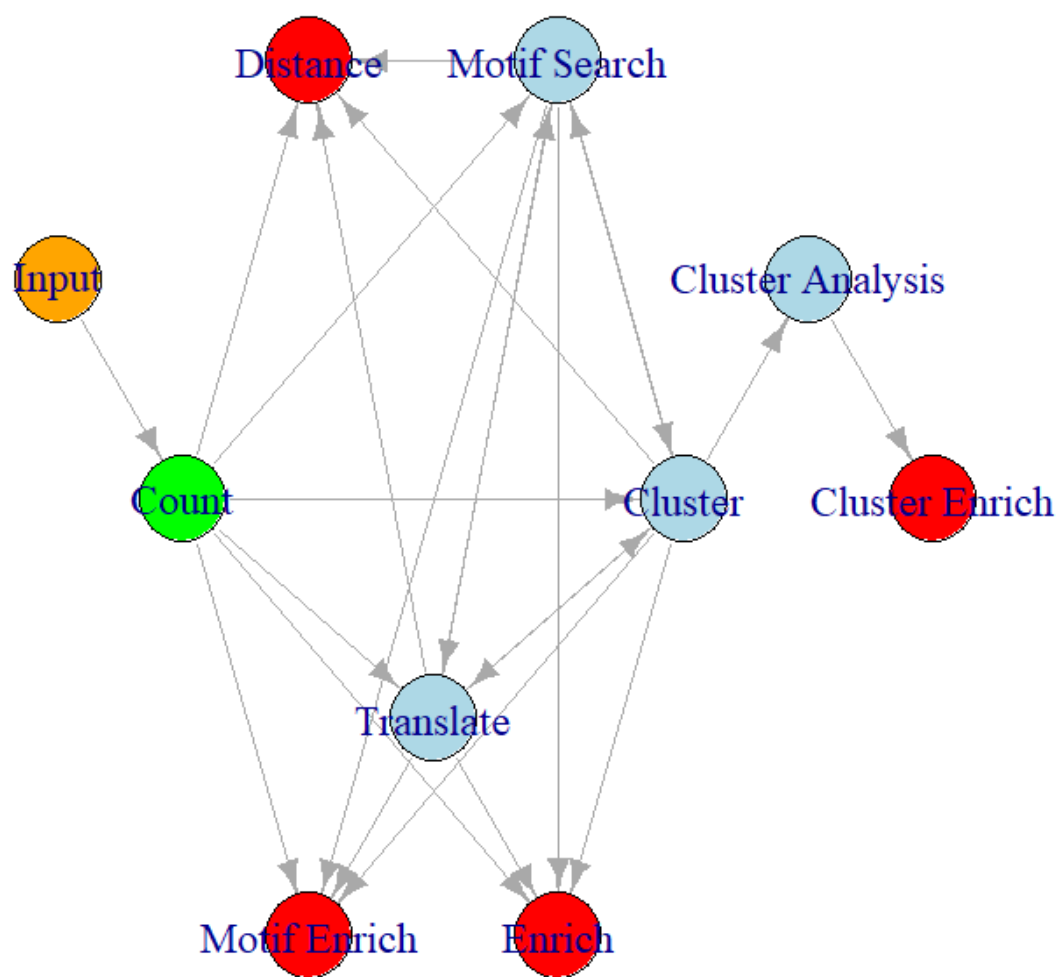 Distance
Motif Search
Input
Cluster Analysis
Count
Cluster
Cluster Enrich
Translate
Motif Enrich
Enrich